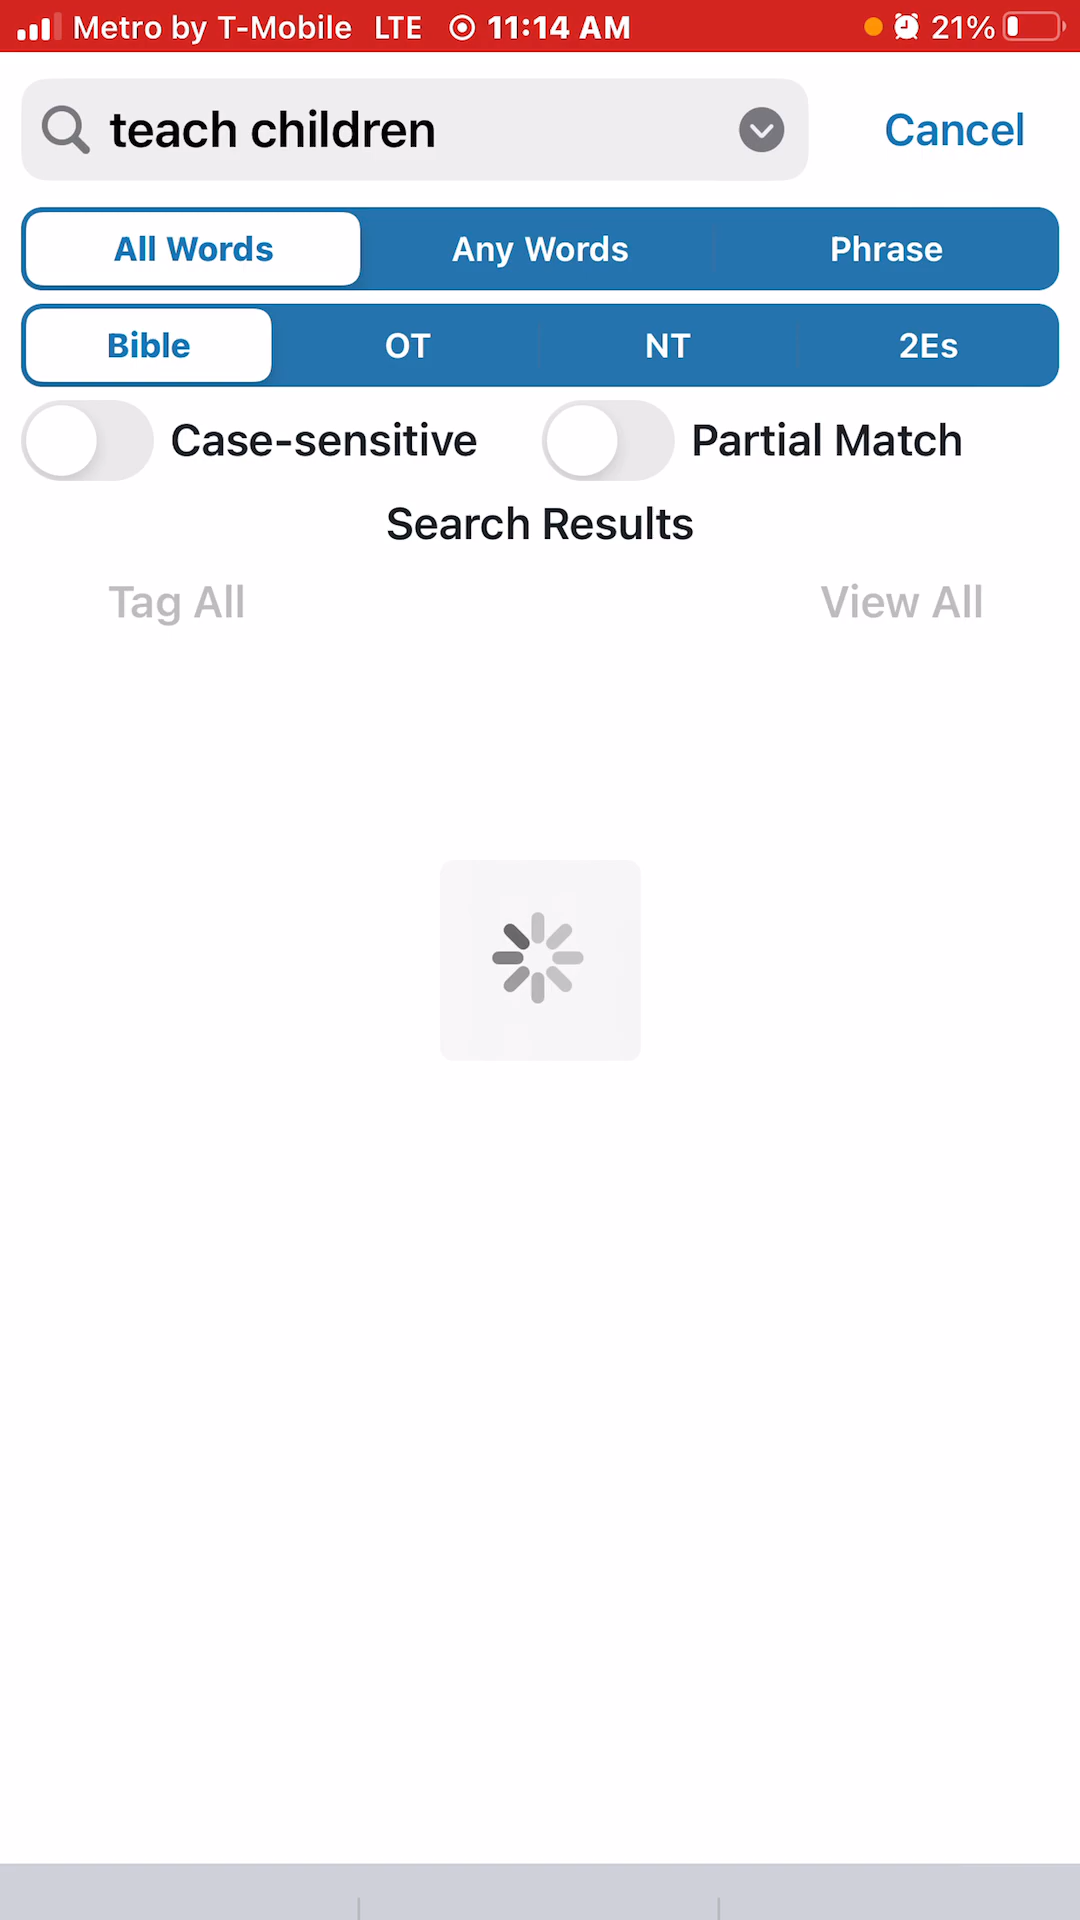 Metro by T-Mobile LTE 11:14 AM 21%
teach children Cancel
All Words Any Words Phrase
Bible OT NT 2Es
Case-sensitive Partial Match
Search Results
Tag All View All